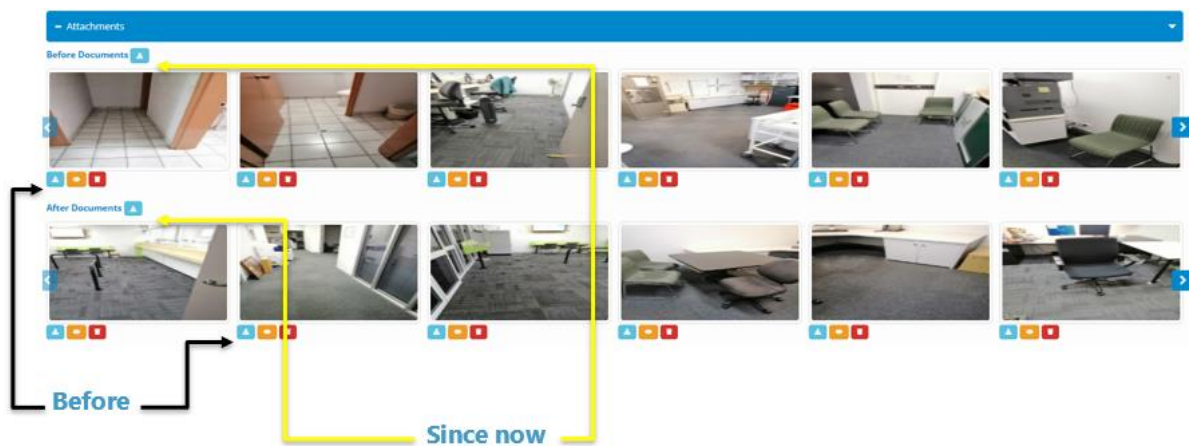 Attachments
Before Documents
After Documents
Before
Since now